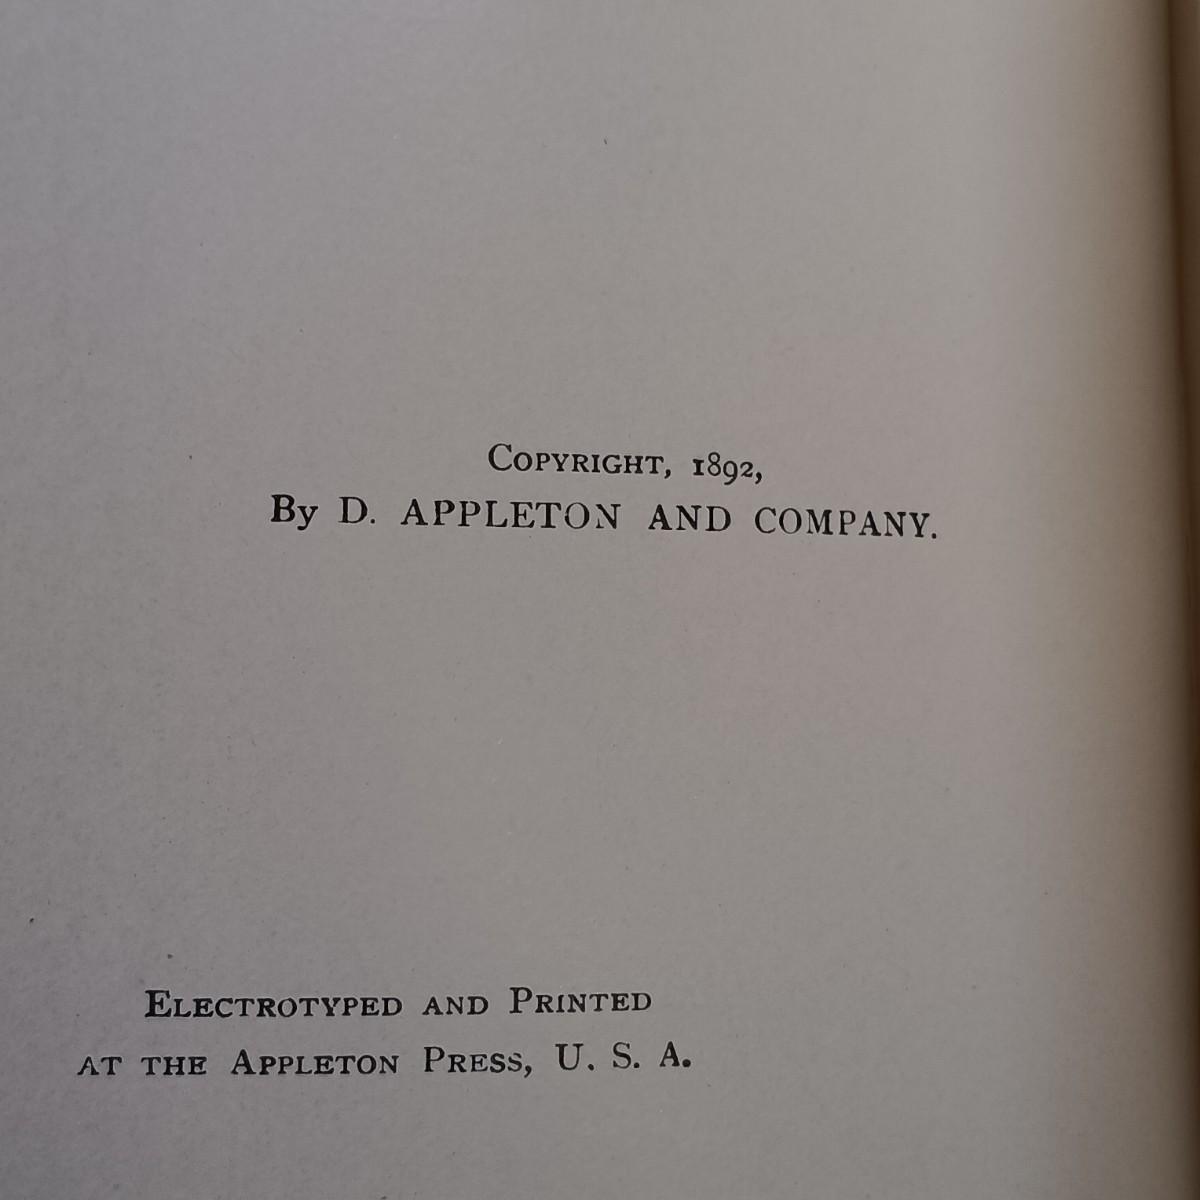 Copyright, 1892,
By D. APPLETON AND COMPANY.
Electrotyped and Printed
at the Appleton Press, U. S. A.